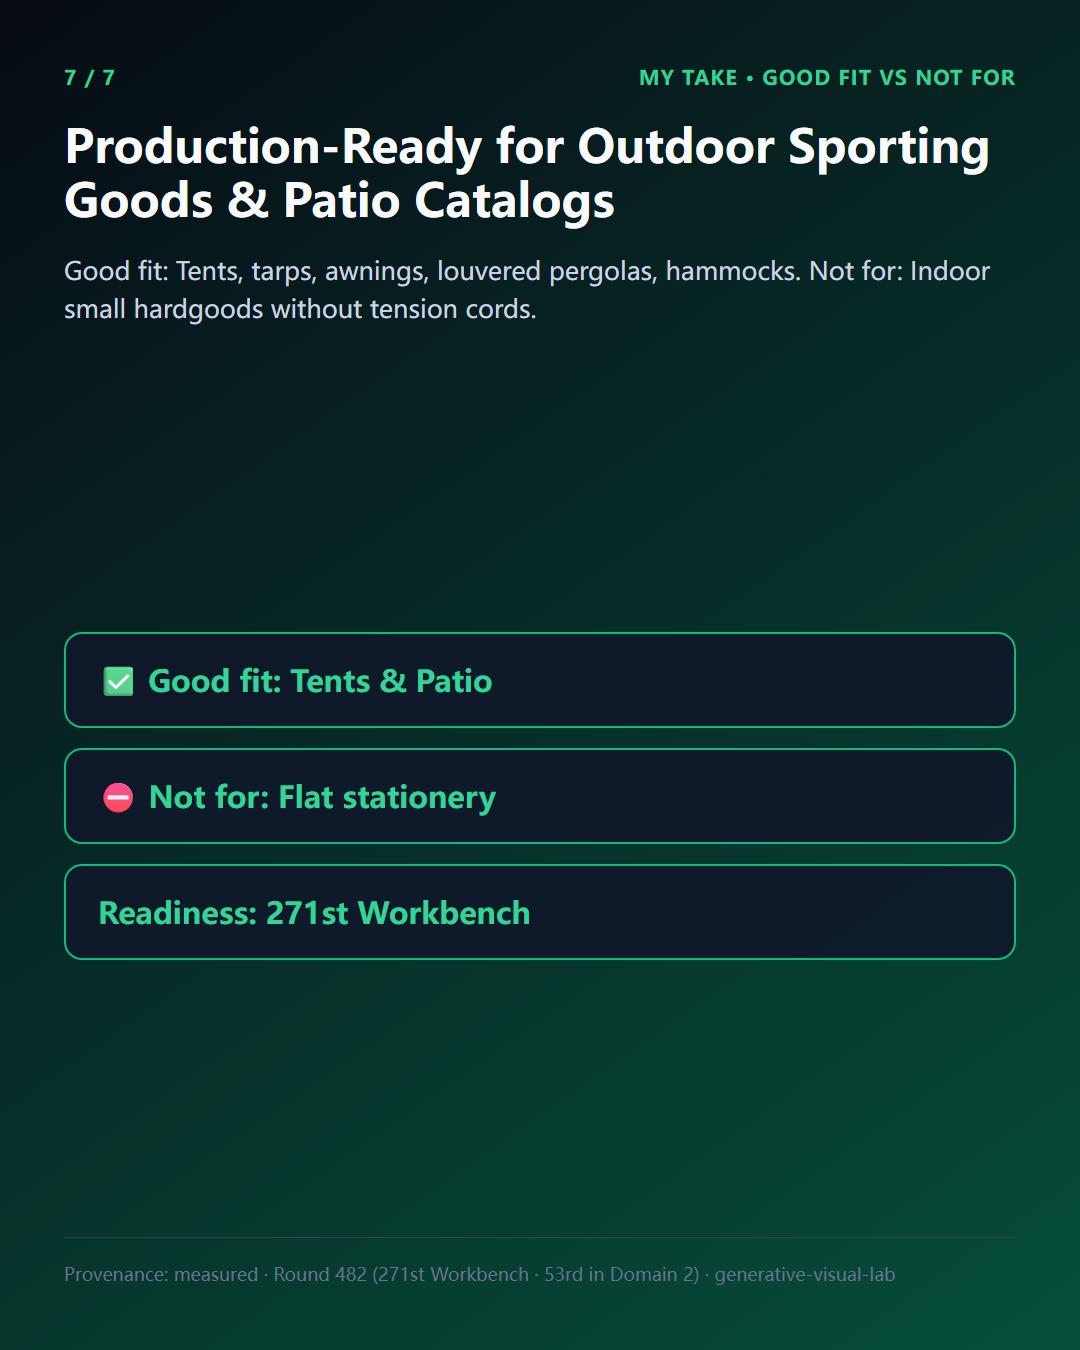 7 / 7
MY TAKE • GOOD FIT VS NOT FOR
Production-Ready for Outdoor Sporting
Goods & Patio Catalogs
Good fit: Tents, tarps, awnings, louvered pergolas, hammocks. Not for: Indoor
small hardgoods without tension cords.
✅ Good fit: Tents & Patio
⛔ Not for: Flat stationery
Readiness: 271st Workbench
Provenance: measured · Round 482 (271st Workbench · 53rd in Domain 2) · generative-visual-lab